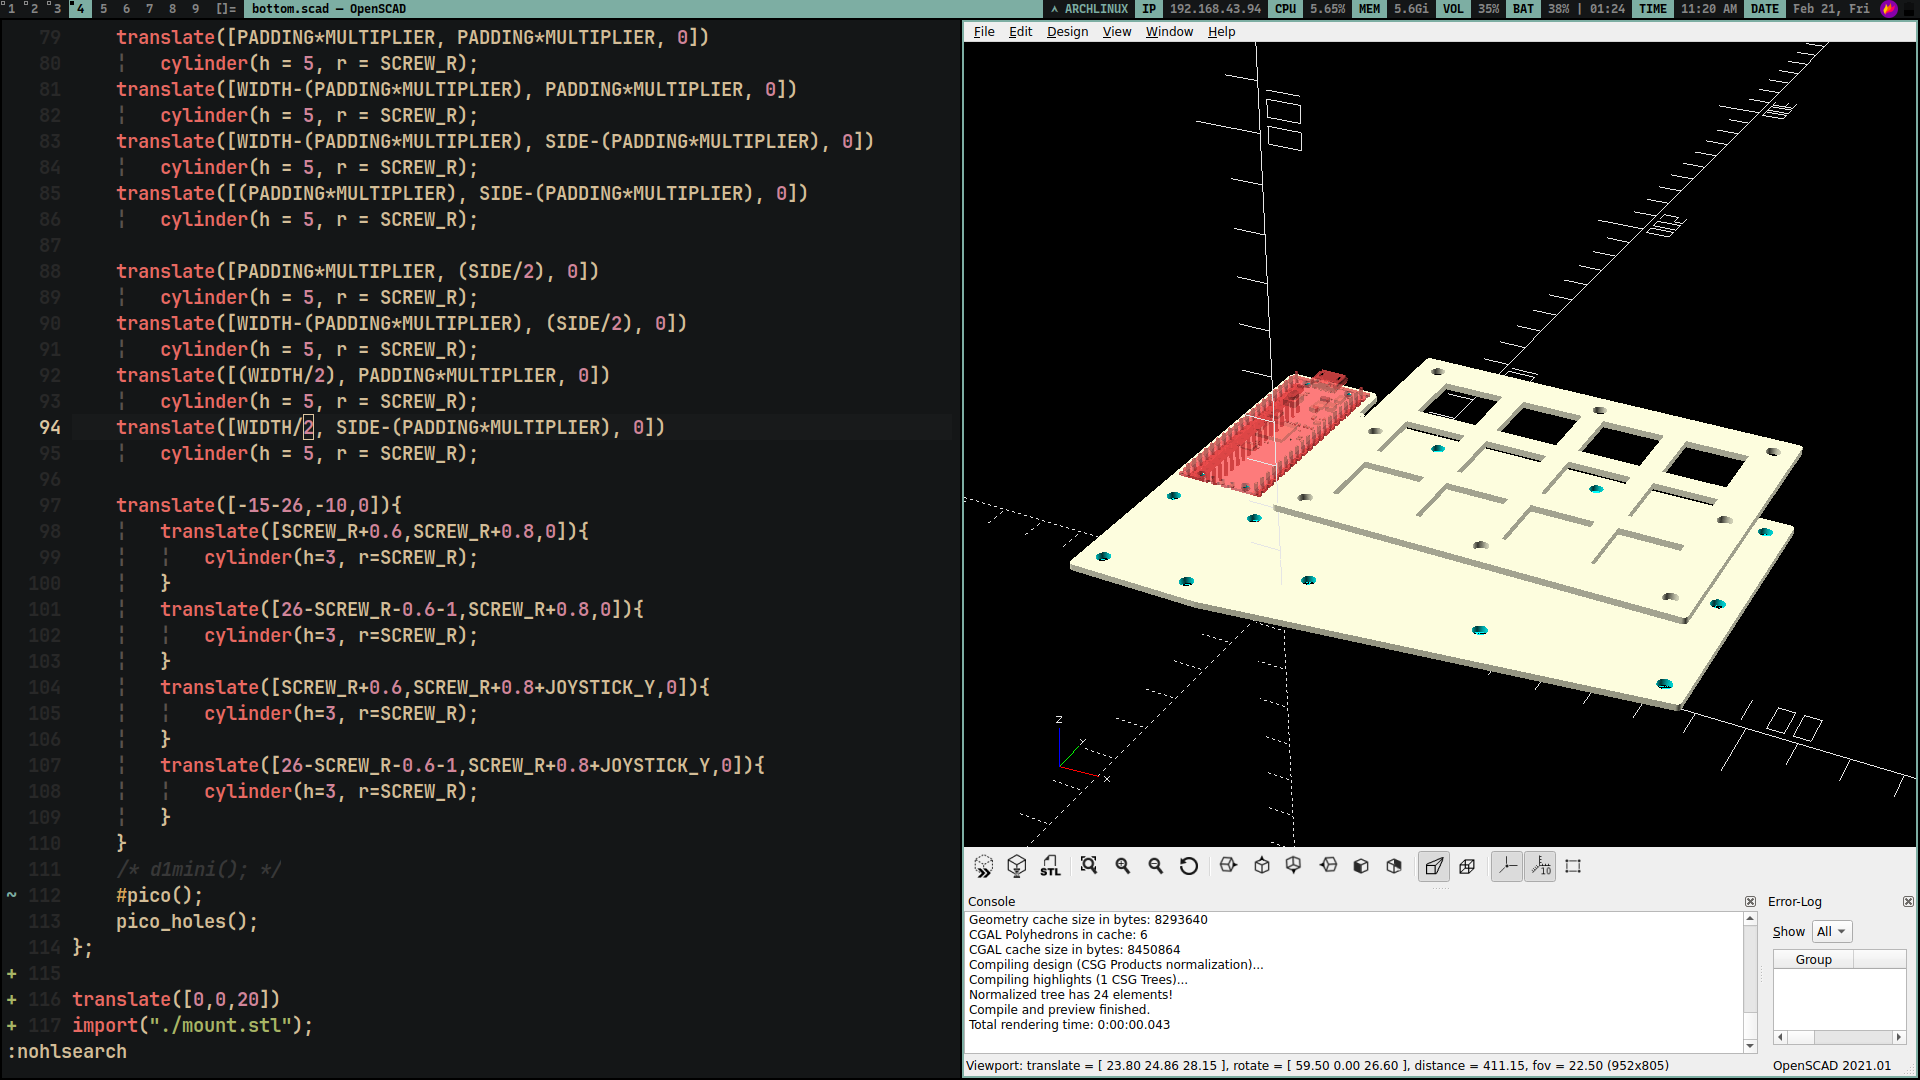 1 2 3 4 5 6 7 8 9 []= bottom.scad — OpenSCAD ARCHLINUX IP 192.168.43.94 CPU 5.65% MEM 5.6Gi VOL 35% BAT 38% | 01:24 TIME 11:20 AM DATE Feb 21, Fri
79 translate([PADDING*MULTIPLIER, PADDING*MULTIPLIER, 0])
80 cylinder(h = 5, r = SCREW_R);
81 translate([WIDTH-(PADDING*MULTIPLIER), PADDING*MULTIPLIER, 0])
82 cylinder(h = 5, r = SCREW_R);
83 translate([WIDTH-(PADDING*MULTIPLIER), SIDE-(PADDING*MULTIPLIER), 0])
84 cylinder(h = 5, r = SCREW_R);
85 translate([(PADDING*MULTIPLIER), SIDE-(PADDING*MULTIPLIER), 0])
86 cylinder(h = 5, r = SCREW_R);
87
88 translate([PADDING*MULTIPLIER, (SIDE/2), 0])
89 cylinder(h = 5, r = SCREW_R);
90 translate([WIDTH-(PADDING*MULTIPLIER), (SIDE/2), 0])
91 cylinder(h = 5, r = SCREW_R);
92 translate([(WIDTH/2), PADDING*MULTIPLIER, 0])
93 cylinder(h = 5, r = SCREW_R);
94 translate([WIDTH/2, SIDE-(PADDING*MULTIPLIER), 0])
95 cylinder(h = 5, r = SCREW_R);
96
97 translate([-15-26,-10,0]){
98 translate([SCREW_R+0.6,SCREW_R+0.8,0]){
99 cylinder(h=3, r=SCREW_R);
100 }
101 translate([26-SCREW_R-0.6-1,SCREW_R+0.8,0]){
102 cylinder(h=3, r=SCREW_R);
103 }
104 translate([SCREW_R+0.6,SCREW_R+0.8+JOYSTICK_Y,0]){
105 cylinder(h=3, r=SCREW_R);
106 }
107 translate([26-SCREW_R-0.6-1,SCREW_R+0.8+JOYSTICK_Y,0]){
108 cylinder(h=3, r=SCREW_R);
109 }
110 }
111 /* d1mini(); */
~ 112 #pico();
113 pico_holes();
114 };
+ 115
+ 116 translate([0,0,20])
+ 117 import("./mount.stl");
:nohlsearch
File Edit Design View Window Help
z
x
STL
10
Console
Geometry cache size in bytes: 8293640
CGAL Polyhedrons in cache: 6
CGAL cache size in bytes: 8450864
Compiling design (CSG Products normalization)...
Compiling highlights (1 CSG Trees)...
Normalized tree has 24 elements!
Compile and preview finished.
Total rendering time: 0:00:00.043
Error-Log
Show All
Group
Viewport: translate = [ 23.80 24.86 28.15 ], rotate = [ 59.50 0.00 26.60 ], distance = 411.15, fov = 22.50 (952x805)
OpenSCAD 2021.01